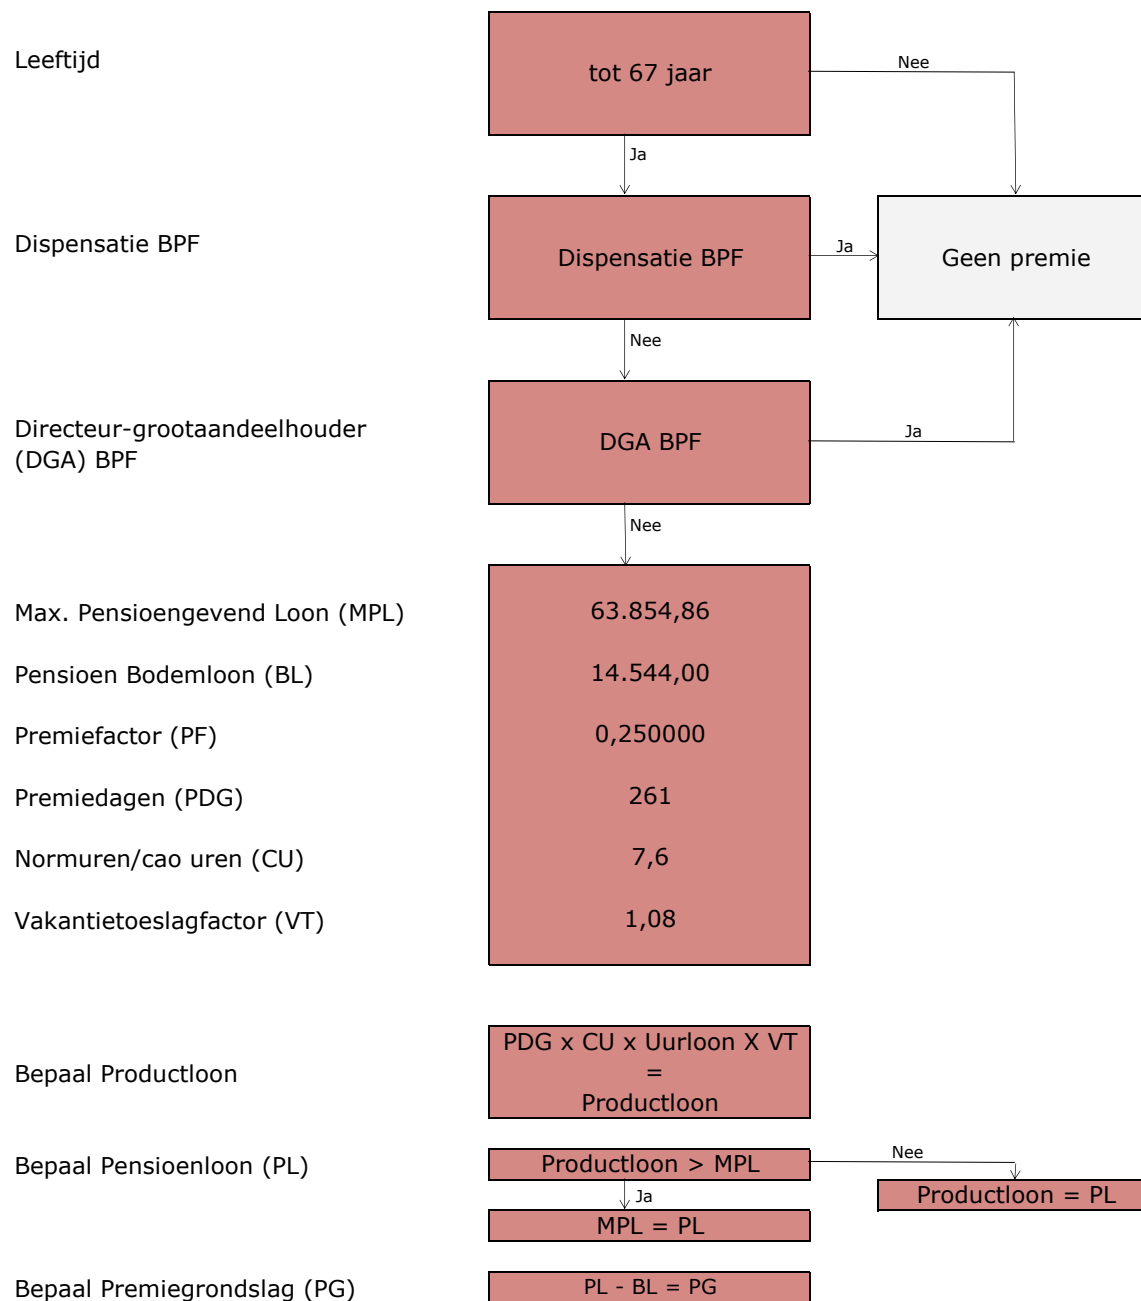 Leeftijd
tot 67 jaar
Nee
Ja
Dispensatie BPF
Dispensatie BPF
Ja
Geen premie
Nee
Directeur-grootaandeelhouder
(DGA) BPF
DGA BPF
Ja
Nee
Max. Pensioengevend Loon (MPL)
63.854,86
Pensioen Bodemloon (BL)
14.544,00
Premiefactor (PF)
0,250000
Premiedagen (PDG)
261
Normuren/cao uren (CU)
7,6
Vakantietoeslagfactor (VT)
1,08
Bepaal Productloon
PDG x CU x Uurloon X VT
=
Productloon
Bepaal Pensioenloon (PL)
Productloon > MPL
Nee
Ja
Productloon = PL
MPL = PL
Bepaal Premiegrondslag (PG)
PL - BL = PG